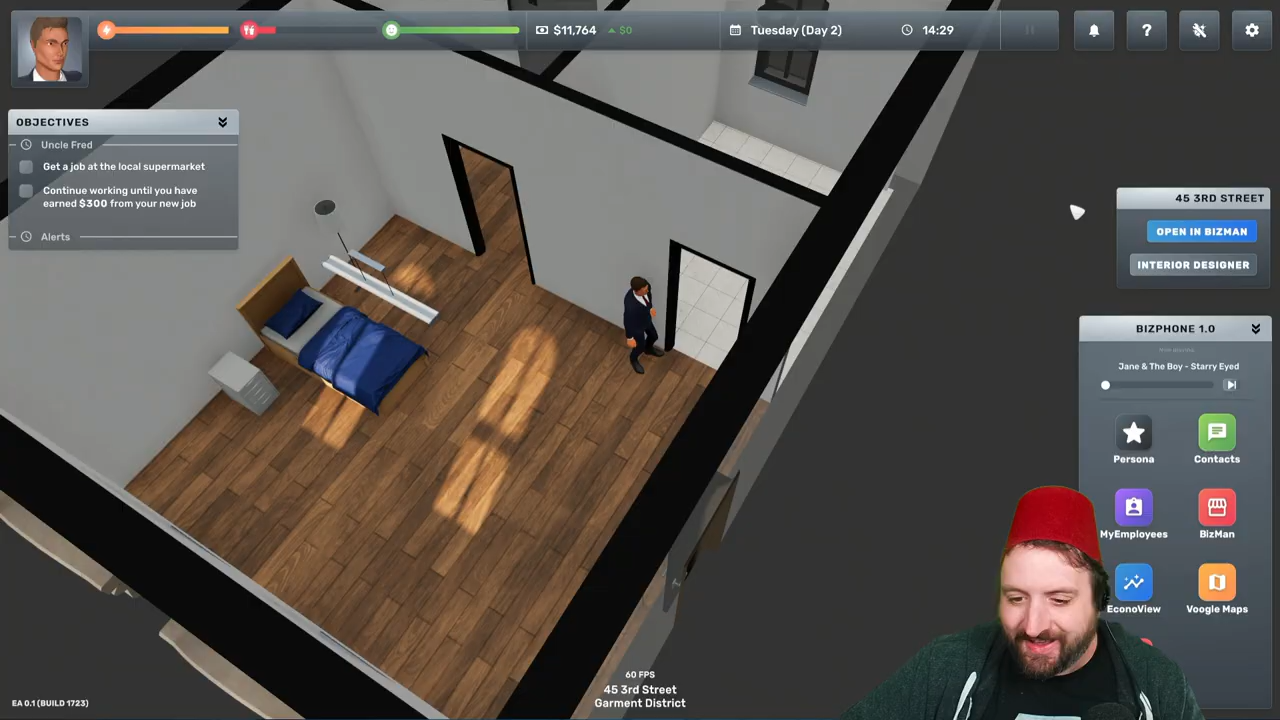 $11,764 $0
Tuesday (Day 2)
14:29
?
OBJECTIVES
Uncle Fred
Get a job at the local supermarket
Continue working until you have
earned $300 from your new job
Alerts
45 3RD STREET
OPEN IN BIZMAN
INTERIOR DESIGNER
BIZPHONE 1.0
Jane & The Boy - Starry Eyed
Persona
Contacts
MyEmployees
BizMan
EconoView
Voogle Maps
60 FPS
45 3rd Street
Garment District
EA 0.1 (BUILD 1723)